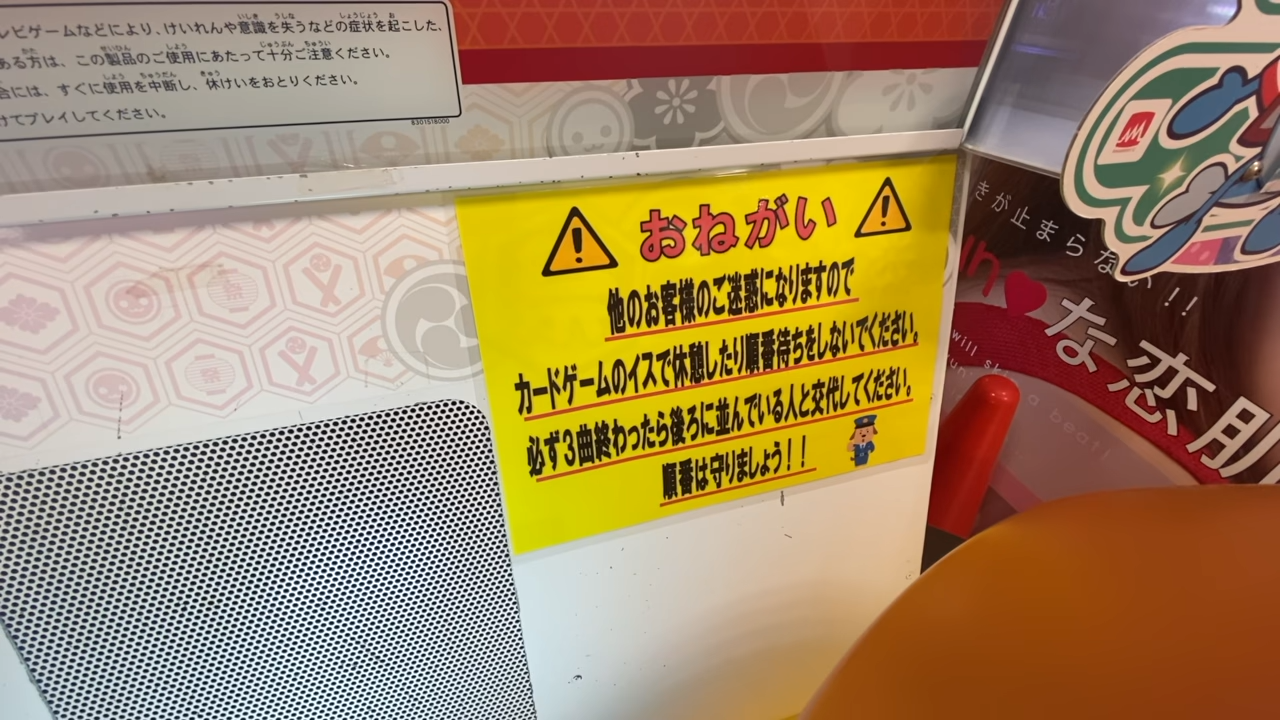 レビゲームなどにより、けいれんや意識を失うなどの症状を起こした
ある方は、この製品のご使用にあたって十分ご注意ください。
合には、すぐに使用を中断し、休けいをおとりください。
けてプレイしてください。
B301518000
おねがい
他のお客様のご迷惑になりますので
カードゲームのイスで休憩したり順番待ちをしないでください。
必ず3曲終わったら後ろに並んでいる人と交代してください。
順番は守りましょう!!
きが止まらない!!
な恋肌
will
a beat!